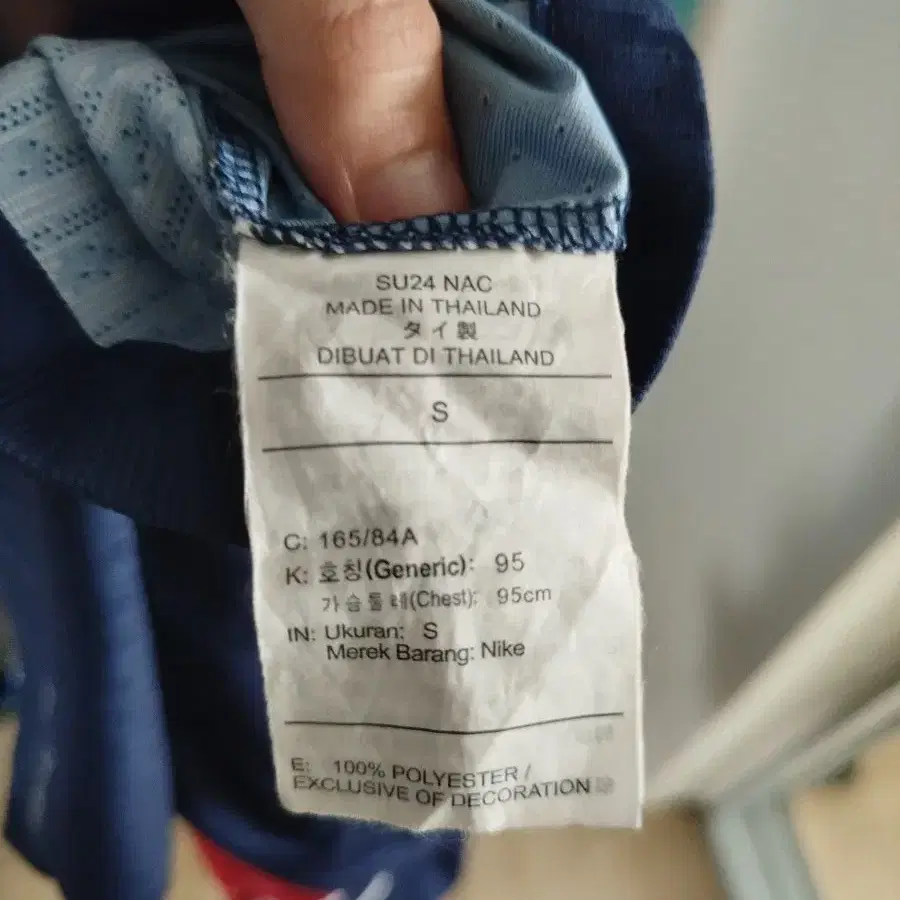 SU24 NAC
MADE IN THAILAND
タイ製
DIBUAT DI THAILAND
S
C: 165/84A
K: 호칭(Generic): 95
가슴둘레(Chest): 95cm
IN: Ukuran: S
Merek Barang: Nike
E: 100% POLYESTER /
EXCLUSIVE OF DECORATION